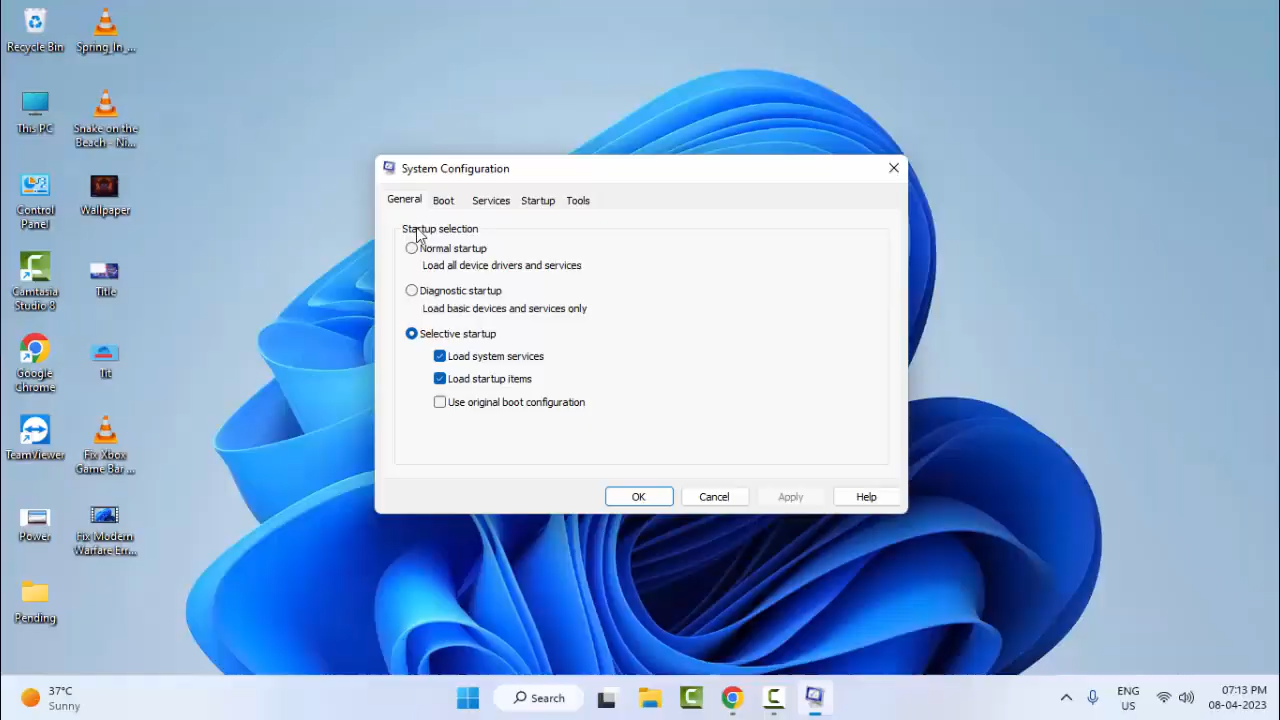 Recycle Bin
Spring_In_...
This PC
Snake on the
Beach - Ni...
Control
Panel
Wallpaper
Camtasia
Studio 8
Title
Google
Chrome
Tit
TeamViewer
Fix Xbox
Game Bar ...
Power
Fix Modern
Warfare Err...
Pending
System Configuration
General
Boot
Services
Startup
Tools
Startup selection
Normal startup
Load all device drivers and services
Diagnostic startup
Load basic devices and services only
Selective startup
Load system services
Load startup items
Use original boot configuration
OK
Cancel
Apply
Help
37°C
Sunny
Search
ENG
US
07:13 PM
08-04-2023